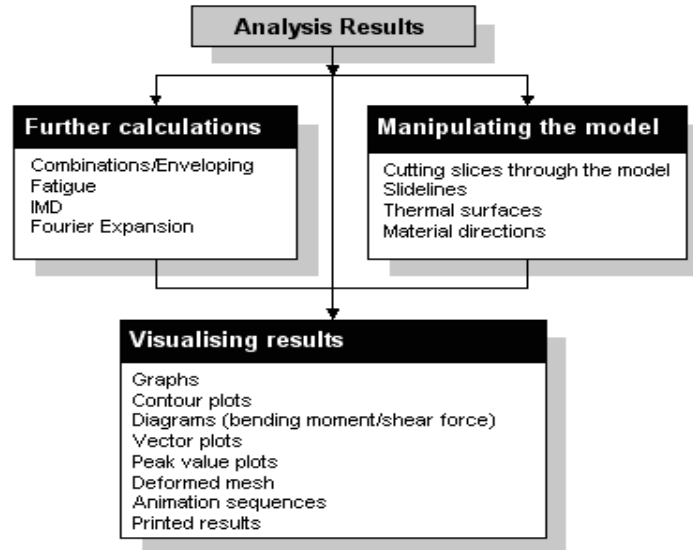 Analysis Results
Further calculations
Combinations/Enveloping
Fatigue
IMD
Fourier Expansion
Manipulating the model
Cutting slices through the model
Slidelines
Thermal surfaces
Material directions
Visualising results
Graphs
Contour plots
Diagrams (bending moment/shear force)
Vector plots
Peak value plots
Deformed mesh
Animation sequences
Printed results